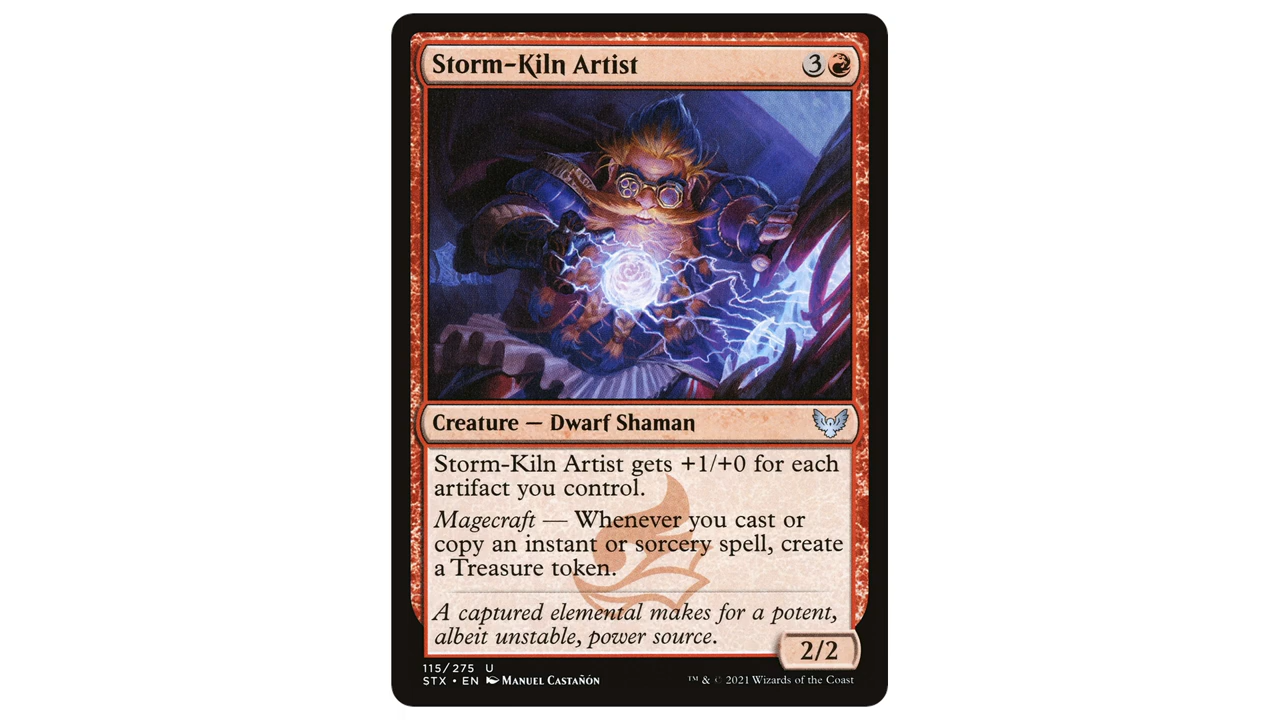 Storm-Kiln Artist 3
Creature — Dwarf Shaman
Storm-Kiln Artist gets +1/+0 for each
artifact you control.
Magecraft — Whenever you cast or
copy an instant or sorcery spell, create
a Treasure token.
A captured elemental makes for a potent,
albeit unstable, power source.
2/2
115/275 U
STX • EN Manuel Castañón
™ & © 2021 Wizards of the Coast